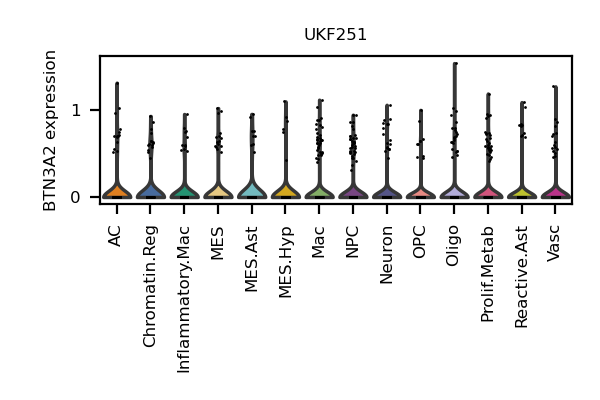 UKF251
BTN3A2 expression
1
0
AC
Chromatin.Reg
Inflammatory.Mac
MES
MES.Ast
MES.Hyp
Mac
NPC
Neuron
OPC
Oligo
Prolif.Metab
Reactive.Ast
Vasc